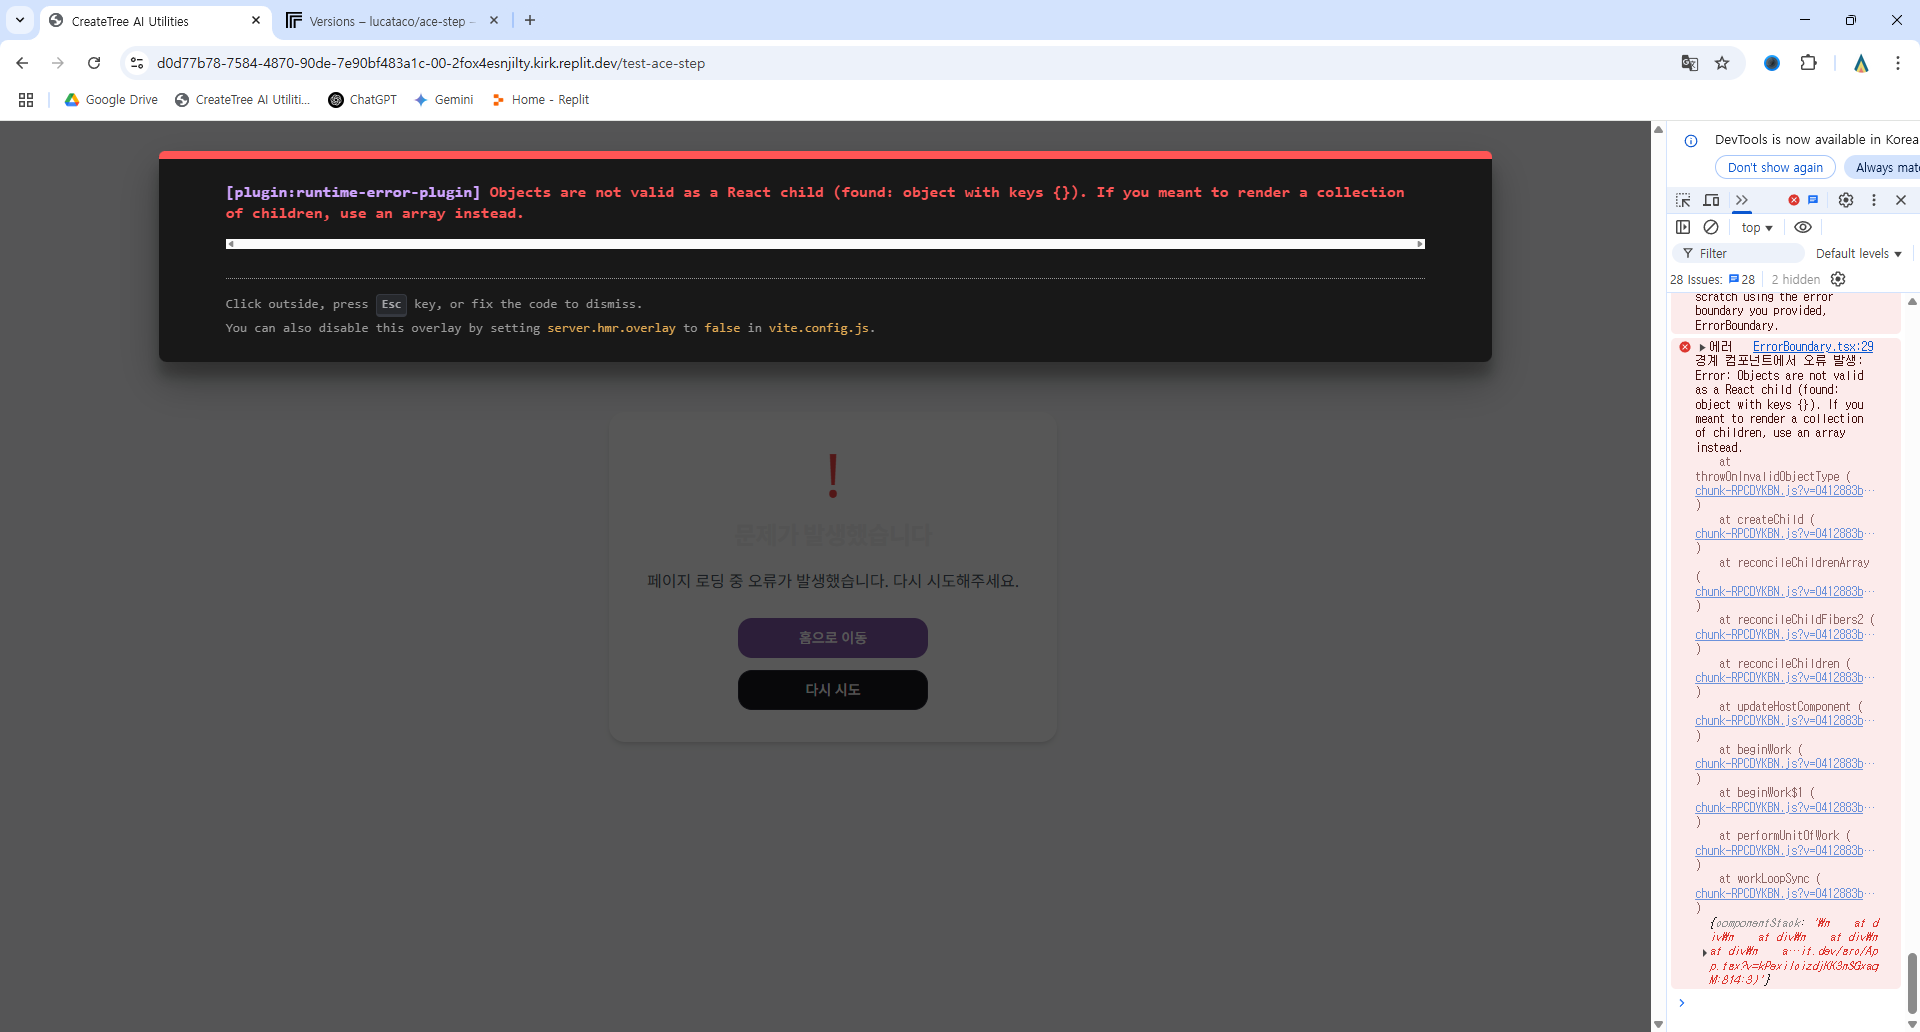 CreateTree AI Utilities
Versions – lucataco/ace-step –
d0d77b78-7584-4870-90de-7e90bf483a1c-00-2fox4esnjilty.kirk.replit.dev/test-ace-step
Google Drive
CreateTree AI Utiliti...
ChatGPT
Gemini
Home - Replit
[plugin:runtime-error-plugin] Objects are not valid as a React child (found: object with keys {}). If you meant to render a collection
of children, use an array instead.
Click outside, press Esc key, or fix the code to dismiss.
You can also disable this overlay by setting server.hmr.overlay to false in vite.config.js.
문제가 발생했습니다
페이지 로딩 중 오류가 발생했습니다. 다시 시도해주세요.
홈으로 이동
다시 시도
DevTools is now available in Korea
Don't show again
Always mat
top
Filter
Default levels
28 Issues: 28
2 hidden
scratch using the error
boundary you provided,
ErrorBoundary.
에러 ErrorBoundary.tsx:29
경계 컴포넌트에서 오류 발생:
Error: Objects are not valid
as a React child (found:
object with keys {}). If you
meant to render a collection
of children, use an array
instead.
at
throwOnInvalidObjectType (
chunk-RPCDYKBN.js?v=0412883b…
)
at createChild (
chunk-RPCDYKBN.js?v=0412883b…
)
at reconcileChildrenArray
(
chunk-RPCDYKBN.js?v=0412883b…
)
at reconcileChildFibers2 (
chunk-RPCDYKBN.js?v=0412883b…
)
at reconcileChildren (
chunk-RPCDYKBN.js?v=0412883b…
)
at updateHostComponent (
chunk-RPCDYKBN.js?v=0412883b…
)
at beginWork (
chunk-RPCDYKBN.js?v=0412883b…
)
at beginWork$1 (
chunk-RPCDYKBN.js?v=0412883b…
)
at performUnitOfWork (
chunk-RPCDYKBN.js?v=0412883b…
)
at workLoopSync (
chunk-RPCDYKBN.js?v=0412883b…
)
{componentStack: '₩n at d
iv₩n at div₩n at div₩n
at div₩n a…it.dev/src/Ap
M:814:3)'}